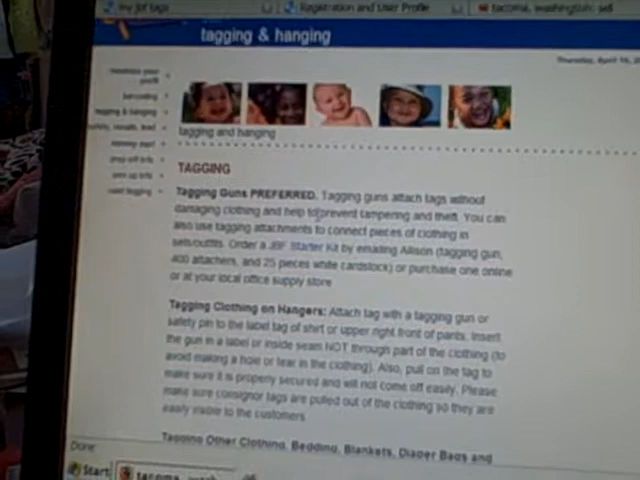 my jbf tags
Registration and User Profile
tacoma, washington: sell
tagging & hanging
barcoding
tagging & hanging
tagging and hanging
TAGGING
Tagging Guns PREFERRED. Tagging guns attach tags without
damaging clothing and help to prevent tampering and theft. You can
also use tagging attachments to connect pieces of clothing in
sets/outfits. Order a JBF Starter Kit by emailing Allison (tagging gun,
400 attachers, and 25 pieces white cardstock) or purchase one online
or at your local office supply store
Tagging Clothing on Hangers: Attach tag with a tagging gun or
safety pin to the label tag of shirt or upper right front of pants. Insert
the gun in a label or inside seam NOT through part of the clothing (to
avoid making a hole or tear in the clothing). Also, pull on the tag to
make sure it is properly secured and will not come off easily. Please
make sure consignor tags are pulled out of the clothing so they are
easily visible to the customers.
Tagging Other Clothing, Bedding, Blankets, Diaper Bags and
Done
Start